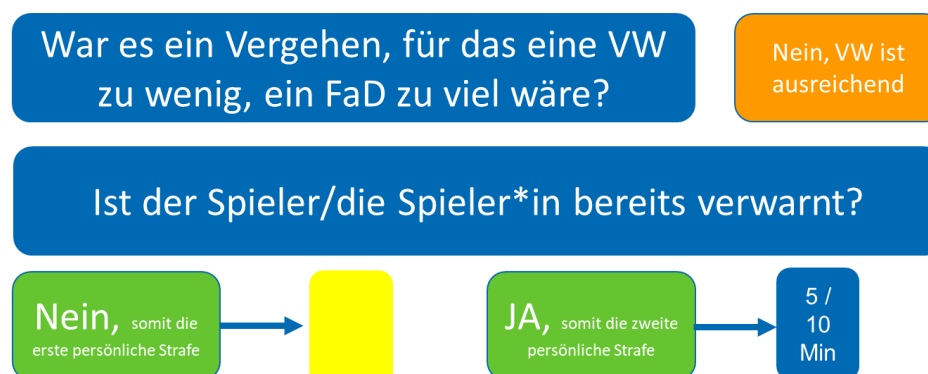 War es ein Vergehen, für das eine VW
zu wenig, ein FaD zu viel wäre?
Nein, VW ist
ausreichend
Ist der Spieler/die Spieler*in bereits verwarnt?
Nein, somit die
erste persönliche Strafe
JA, somit die zweite
persönliche Strafe
5 /
10
Min